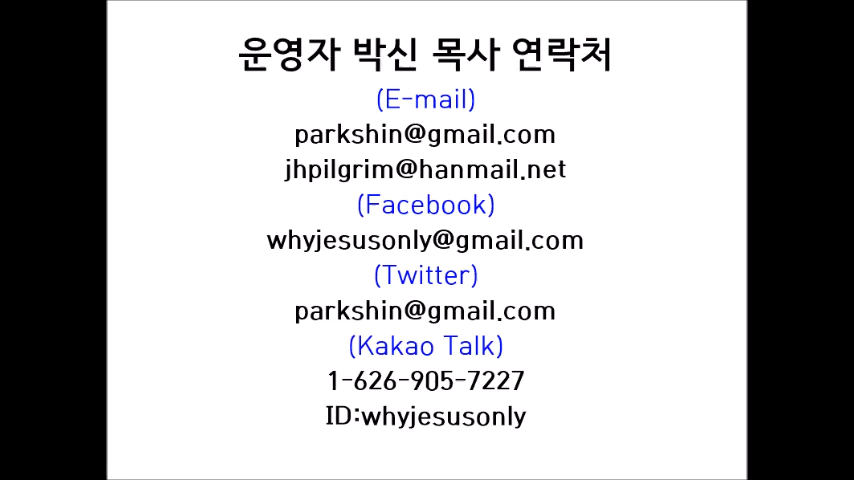 운영자 박신 목사 연락처
(E-mail)
parkshin@gmail.com
jhpilgrim@hanmail.net
(Facebook)
whyjesusonly@gmail.com
(Twitter)
parkshin@gmail.com
(Kakao Talk)
1-626-905-7227
ID:whyjesusonly